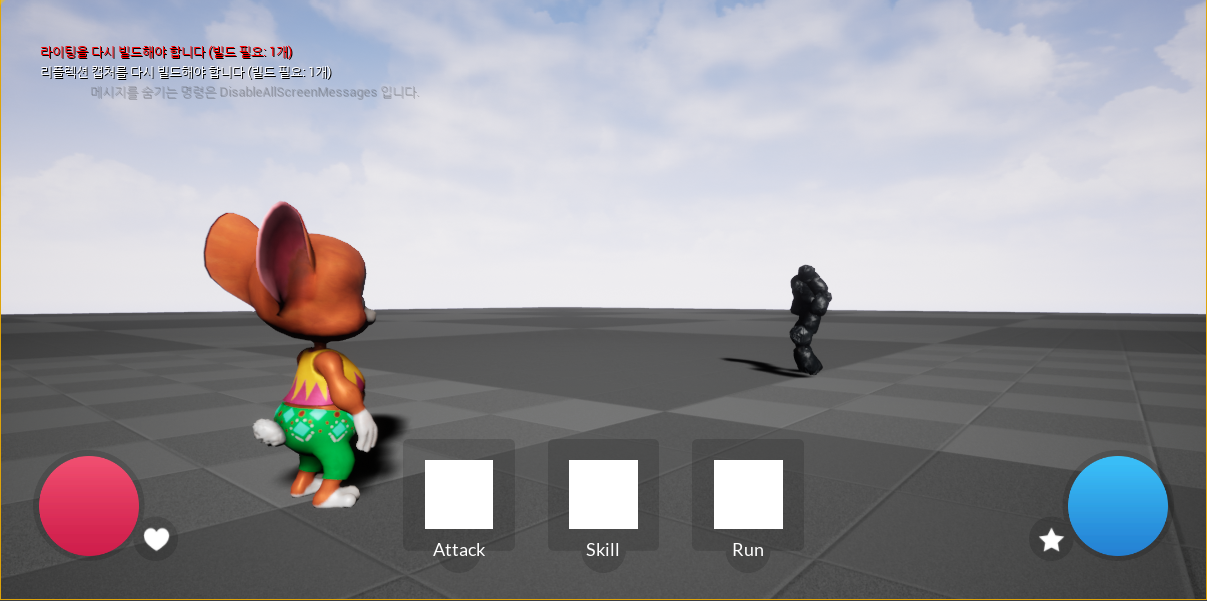 라이팅을 다시 빌드해야 합니다 (빌드 필요: 1개)
리플렉션 캡처를 다시 빌드해야 합니다 (빌드 필요: 1개)
메시지를 숨기는 명령은 DisableAllScreenMessages 입니다.
Attack Skill Run